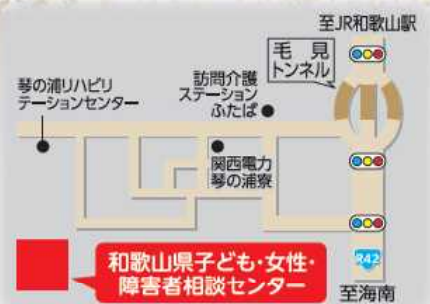 至JR和歌山駅
毛見
トンネル
訪問介護
ステーション
ふたば
琴の浦リハビリ
テーションセンター
関西電力
琴の浦寮
和歌山県子ども・女性・
障害者相談センター
R42
至海南